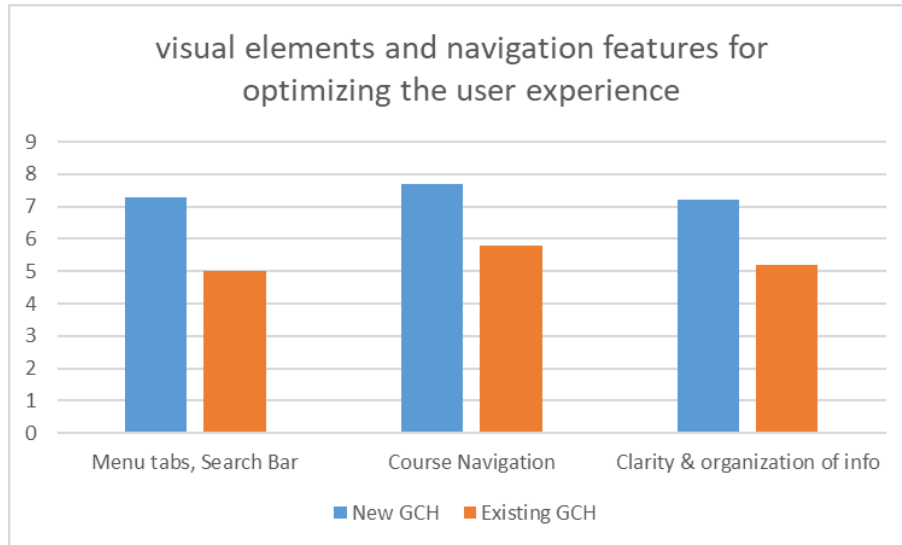 visual elements and navigation features for
optimizing the user experience
9
8
7
6
5
4
3
2
1
0
Menu tabs, Search Bar
Course Navigation
Clarity & organization of info
New GCH
Existing GCH